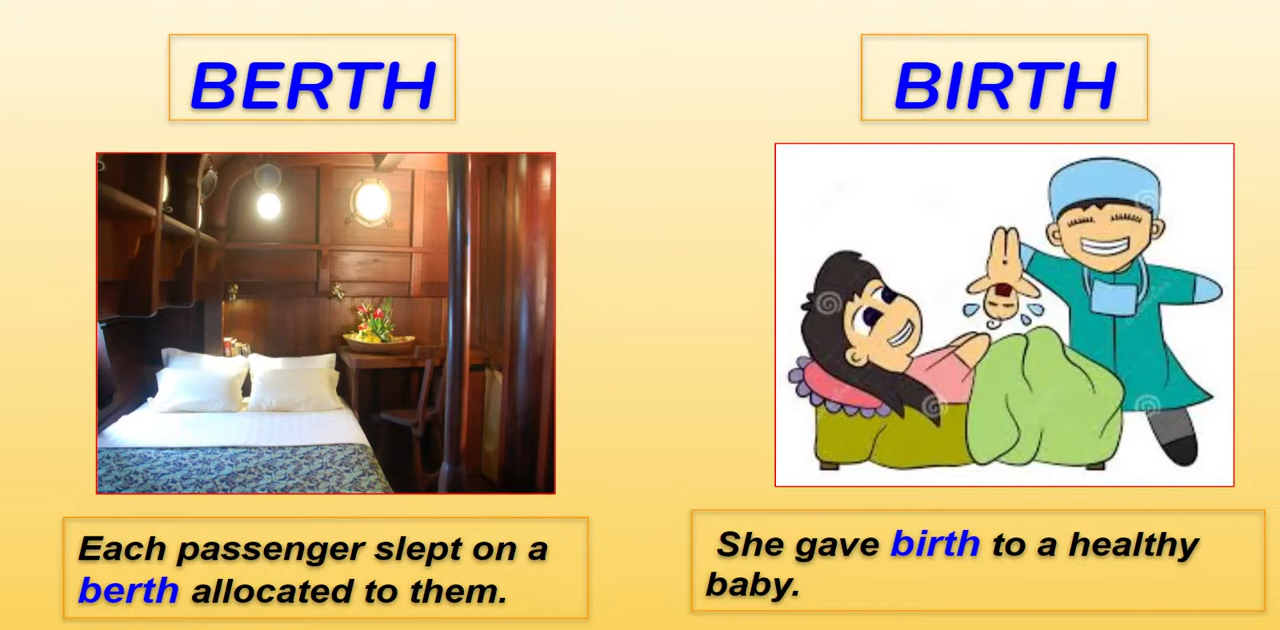 BERTH
BIRTH
Each passenger slept on a
berth allocated to them.
She gave birth to a healthy
baby.